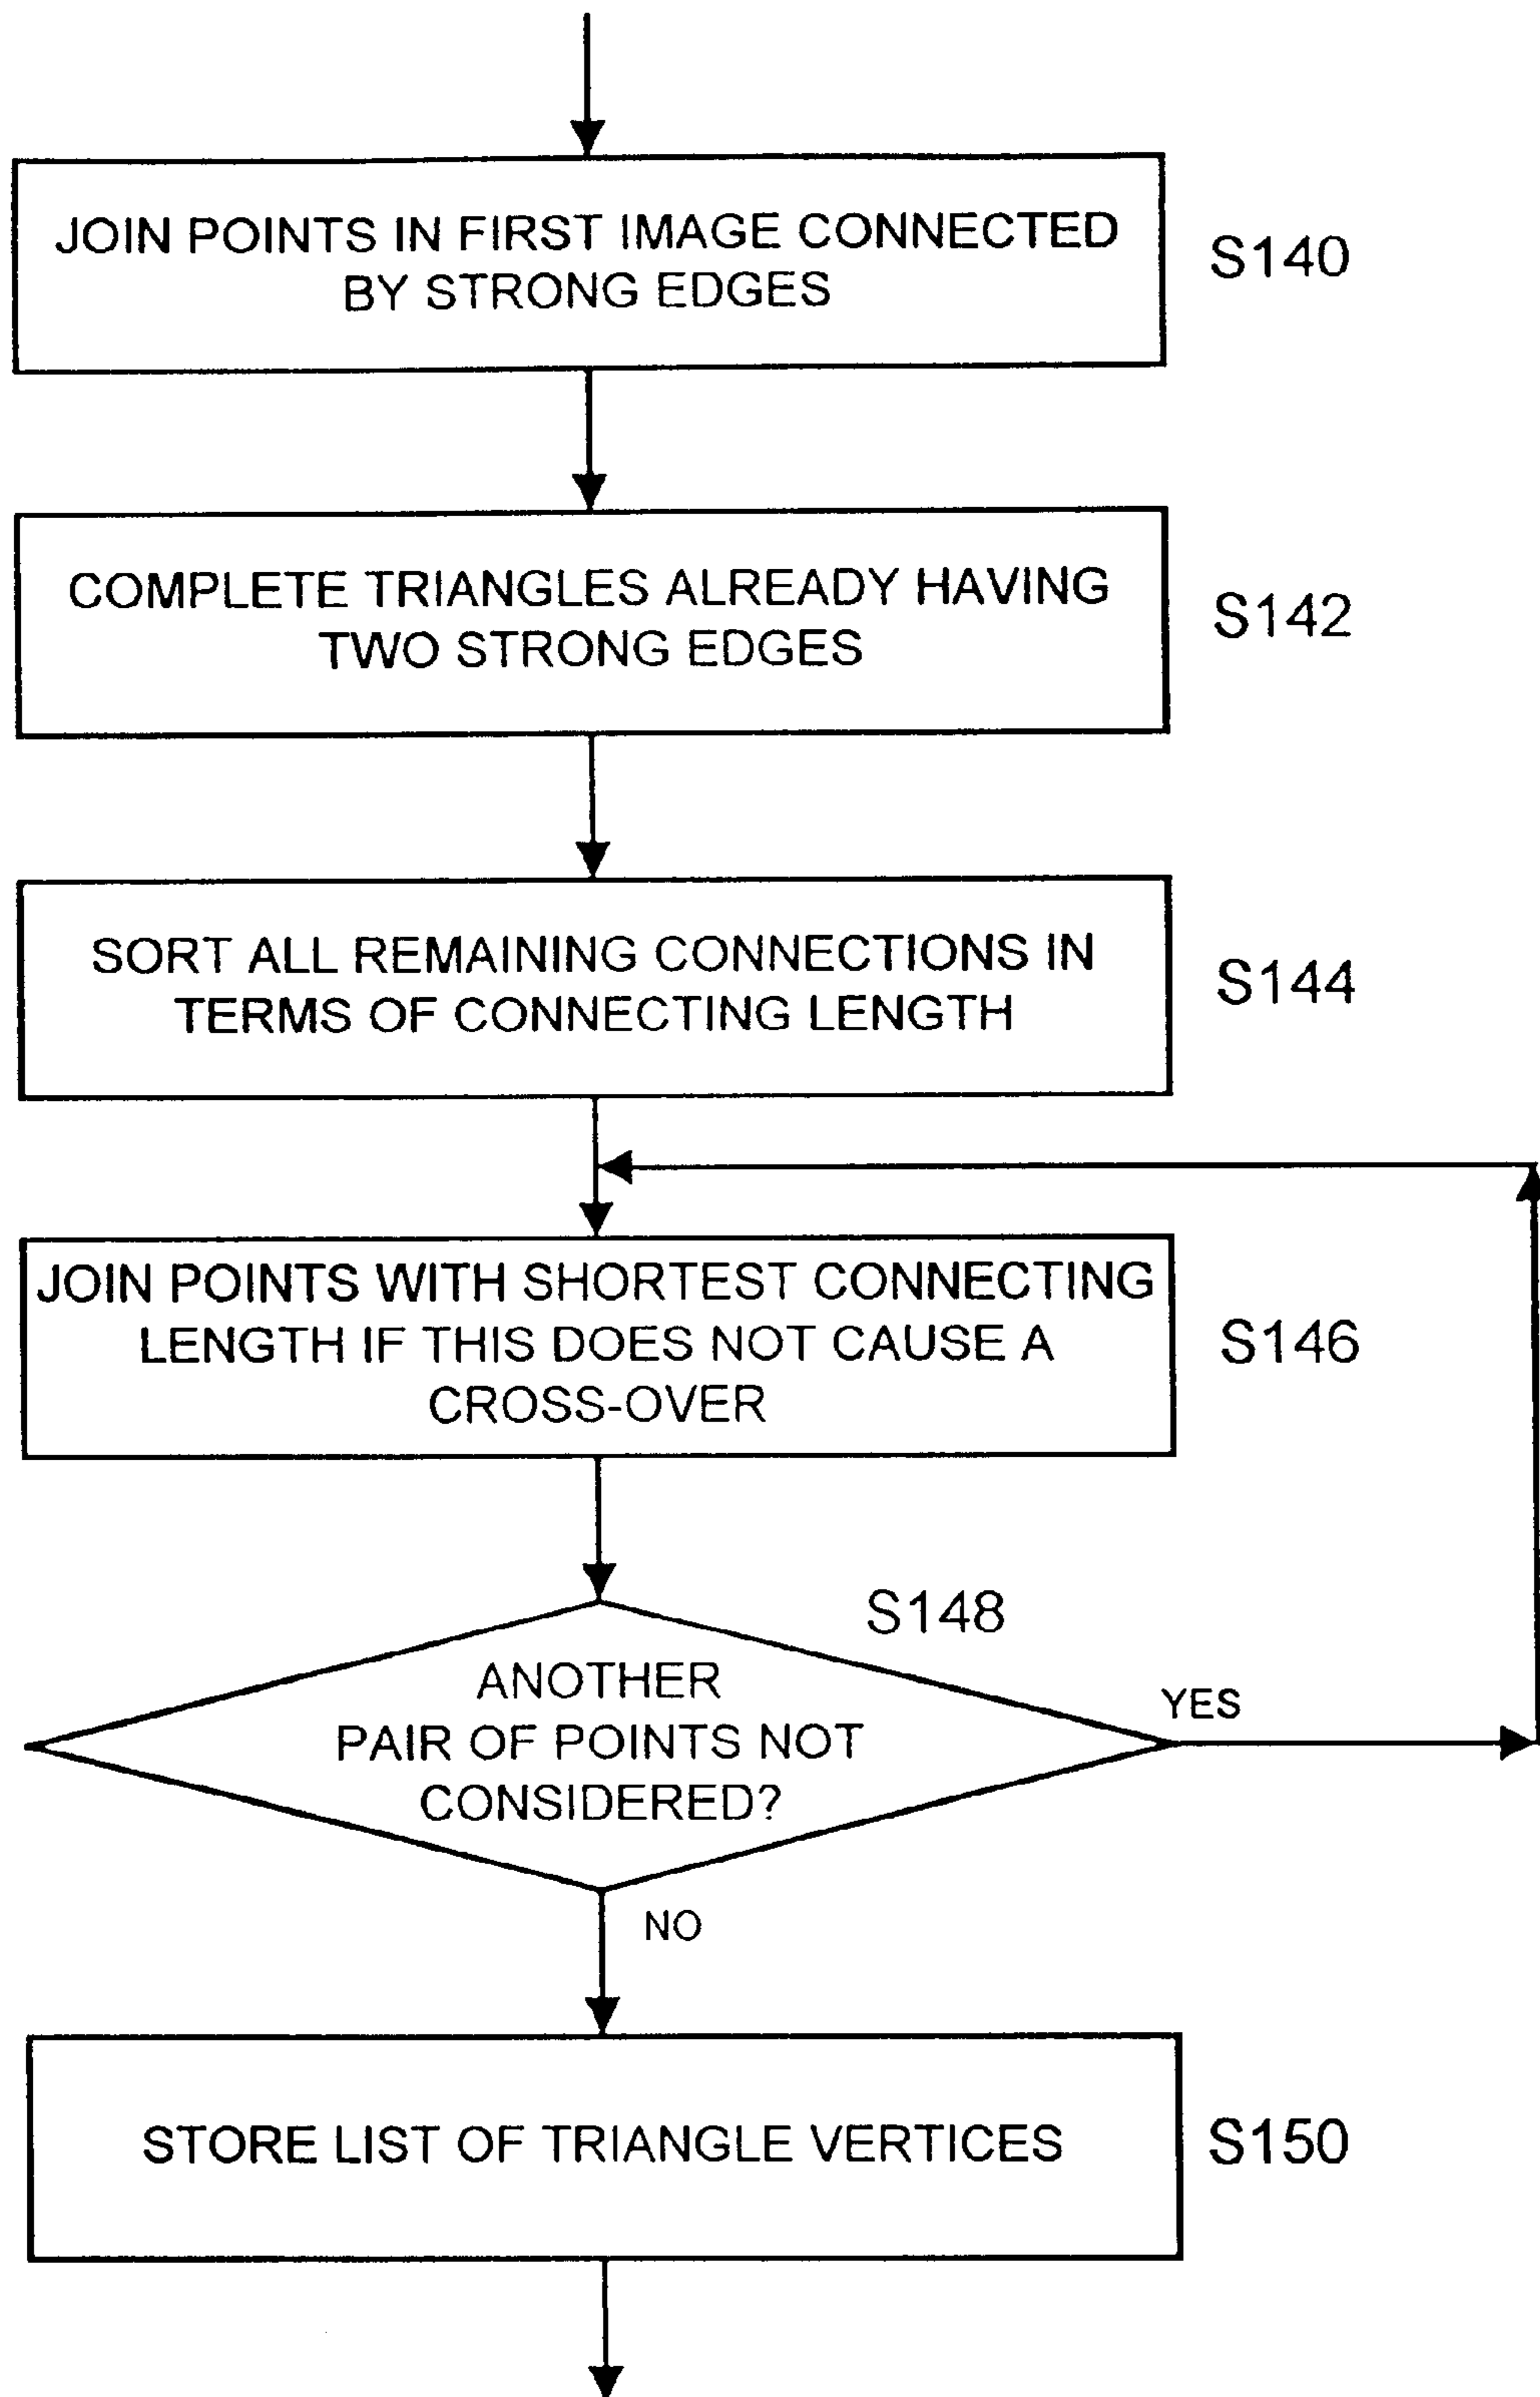 JOIN POINTS IN FIRST IMAGE CONNECTED
BY STRONG EDGES
S140
COMPLETE TRIANGLES ALREADY HAVING
TWO STRONG EDGES
S142
SORT ALL REMAINING CONNECTIONS IN
TERMS OF CONNECTING LENGTH
S144
JOIN POINTS WITH SHORTEST CONNECTING
LENGTH IF THIS DOES NOT CAUSE A
CROSS-OVER
S146
S148
ANOTHER
PAIR OF POINTS NOT
CONSIDERED?
YES
NO
STORE LIST OF TRIANGLE VERTICES
S150